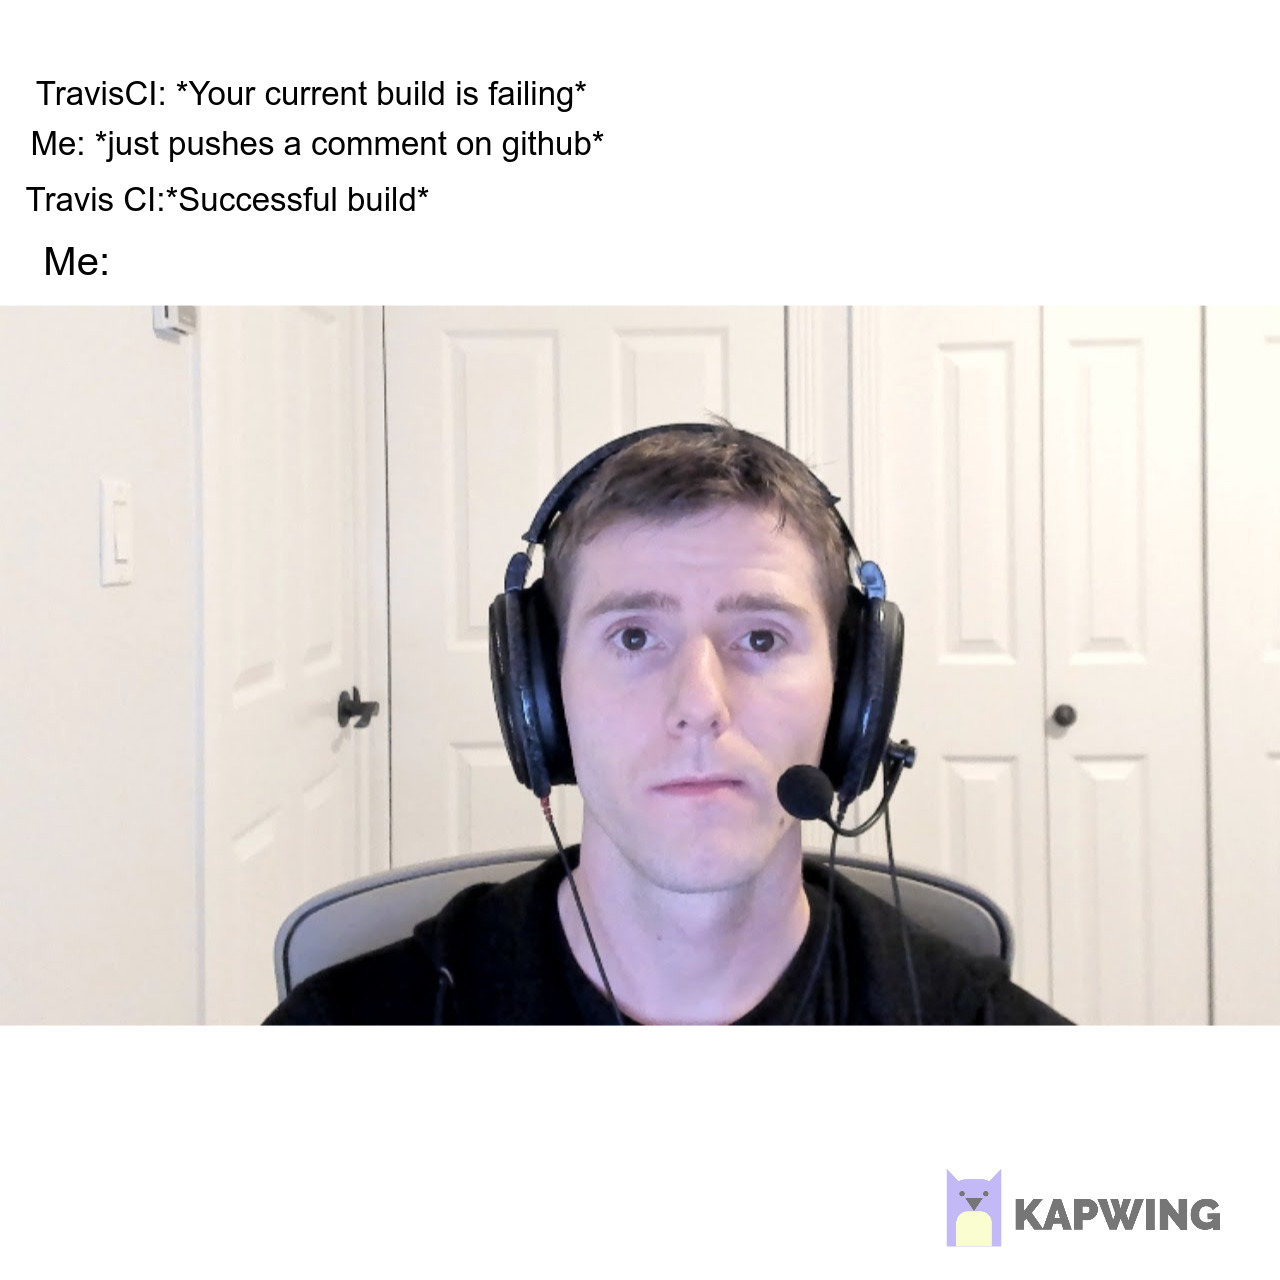 TravisCI: *Your current build is failing*
Me: *just pushes a comment on github*
Travis CI:*Successful build*
Me:
KAPWING